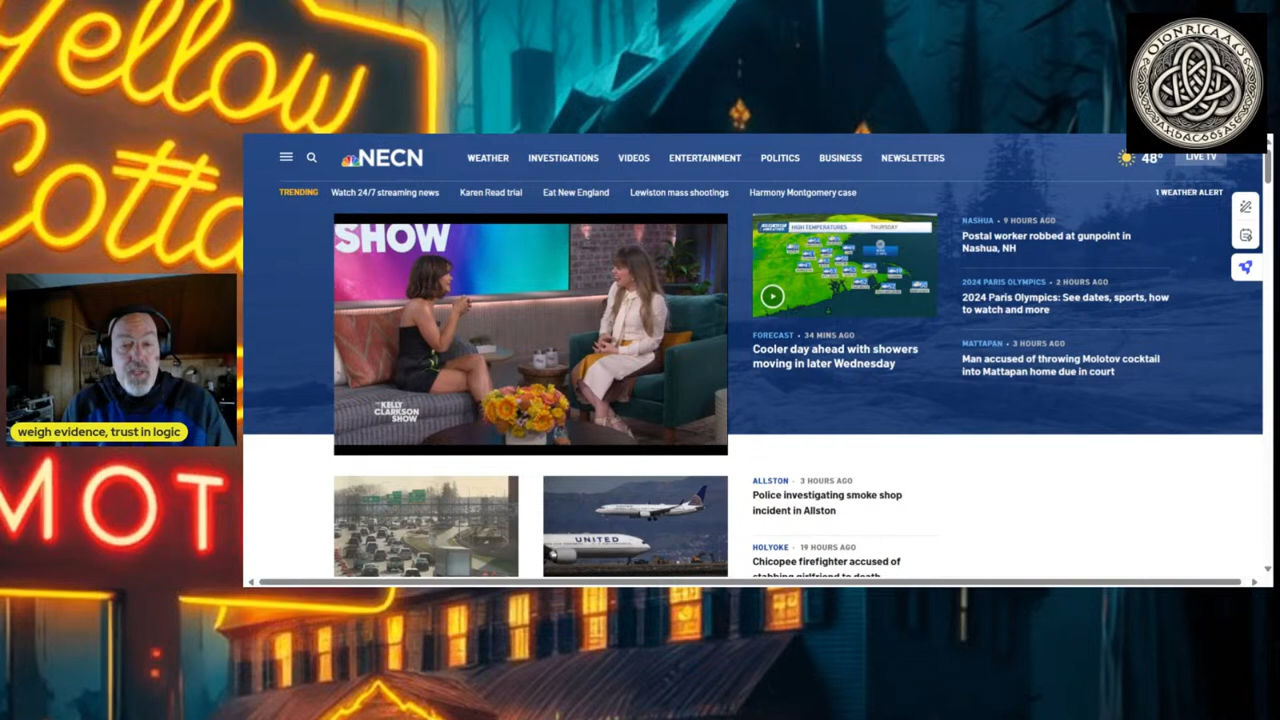 Yellow
Cotta
MOT
weigh evidence, trust in logic
NECN
WEATHER INVESTIGATIONS VIDEOS ENTERTAINMENT POLITICS BUSINESS NEWSLETTERS
48°
LIVE TV
TRENDING Watch 24/7 streaming news Karen Read trial Eat New England Lewiston mass shootings Harmony Montgomery case
1 WEATHER ALERT
SHOW
THE KELLY
CLARKSON
SHOW
HIGH TEMPERATURES THURSDAY
FORECAST • 34 MINS AGO
Cooler day ahead with showers
moving in later Wednesday
NASHUA • 9 HOURS AGO
Postal worker robbed at gunpoint in
Nashua, NH
2024 PARIS OLYMPICS • 2 HOURS AGO
2024 Paris Olympics: See dates, sports, how
to watch and more
MATTAPAN • 3 HOURS AGO
Man accused of throwing Molotov cocktail
into Mattapan home due in court
UNITED
ALLSTON · 3 HOURS AGO
Police investigating smoke shop
incident in Allston
HOLYOKE · 19 HOURS AGO
Chicopee firefighter accused of
stabbing girlfriend to death